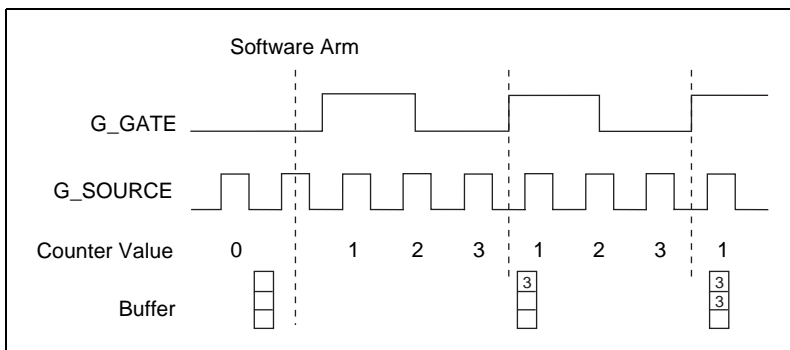 Software Arm
G_GATE
G_SOURCE
Counter Value 0 1 2 3 1 2 3 1
Buffer 3 3
3